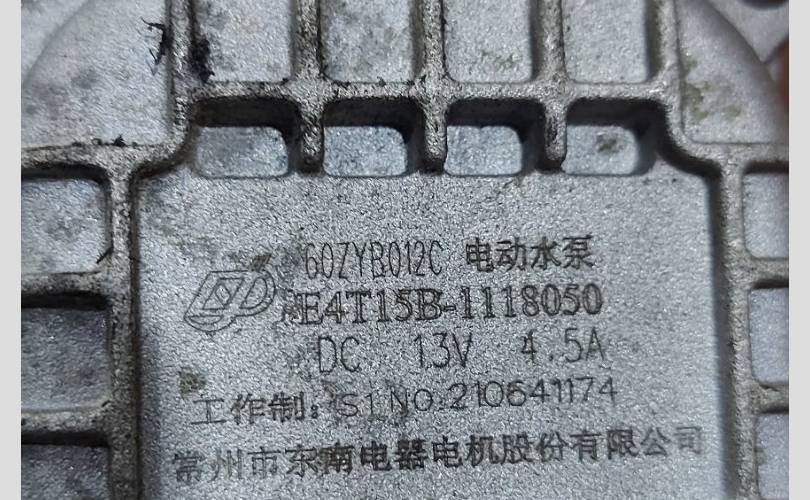 60ZYB012C 电动水泵
E4T15B-1118050
DC 13V 4.5A
工作制：S1 NO:210641174
常州市东南电器电机股份有限公司